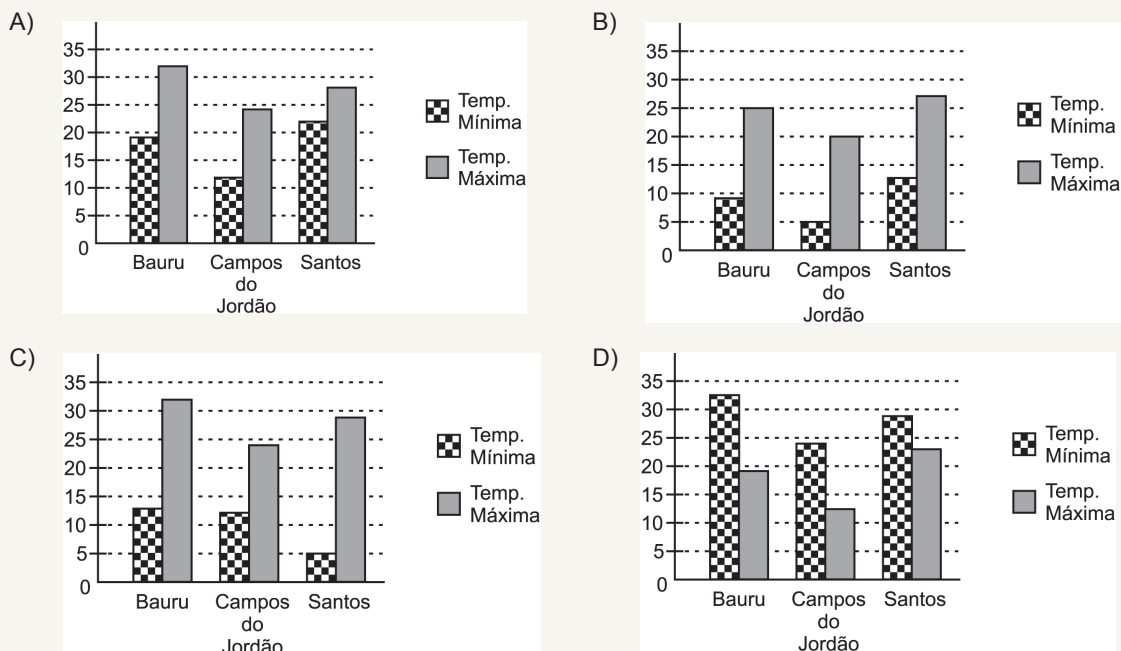 A)
35
30
25
20
15
10
5
0
Bauru
Campos
do
Jordão
Santos
Temp.
Mínima
Temp.
Máxima
B)
35
30
25
20
15
10
5
0
Bauru
Campos
do
Jordão
Santos
Temp.
Mínima
Temp.
Máxima
C)
35
30
25
20
15
10
5
0
Bauru
Campos
do
Jordão
Santos
Temp.
Mínima
Temp.
Máxima
D)
35
30
25
20
15
10
5
0
Bauru
Campos
do
Jordão
Santos
Temp.
Mínima
Temp.
Máxima